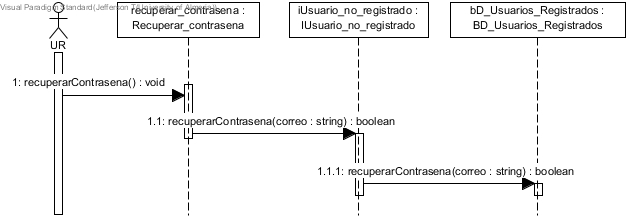 Visual Paradigm Standard(Jefferson
recuperar_contrasena :
Recuperar_contrasena
iUsuario_no_registrado :
IUsuario_no_registrado
bD_Usuarios_Registrados :
BD_Usuarios_Registrados
UR
1: recuperarContrasena() : void
1.1: recuperarContrasena(correo : string) : boolean
1.1.1: recuperarContrasena(correo : string) : boolean